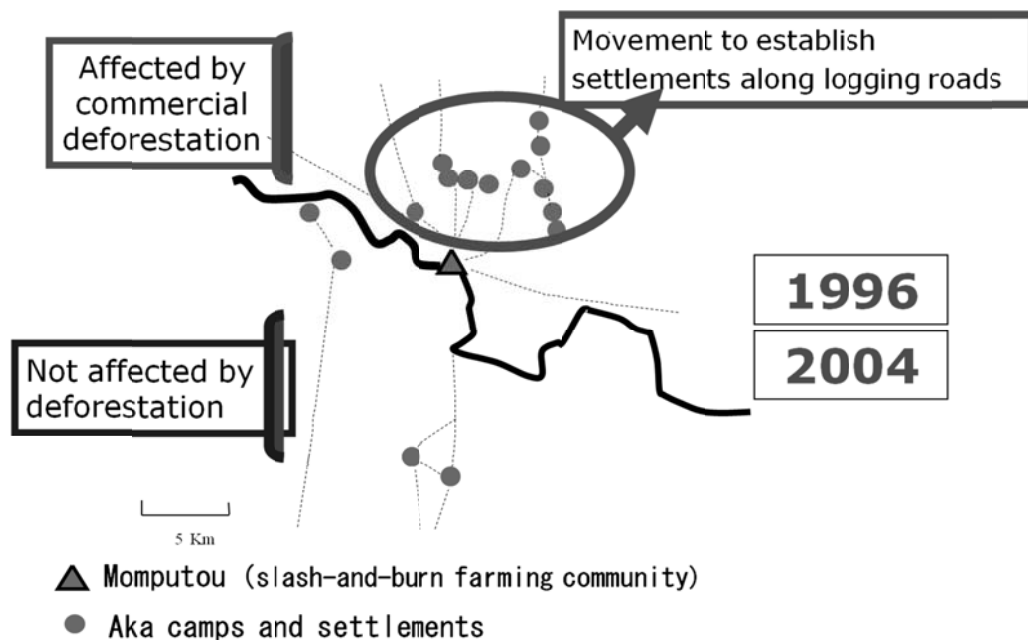 Affected by
commercial
deforestation
Movement to establish
settlements along logging roads
1996
2004
Not affected by
deforestation
5 Km
Momputou (slash-and-burn farming community)
Aka camps and settlements